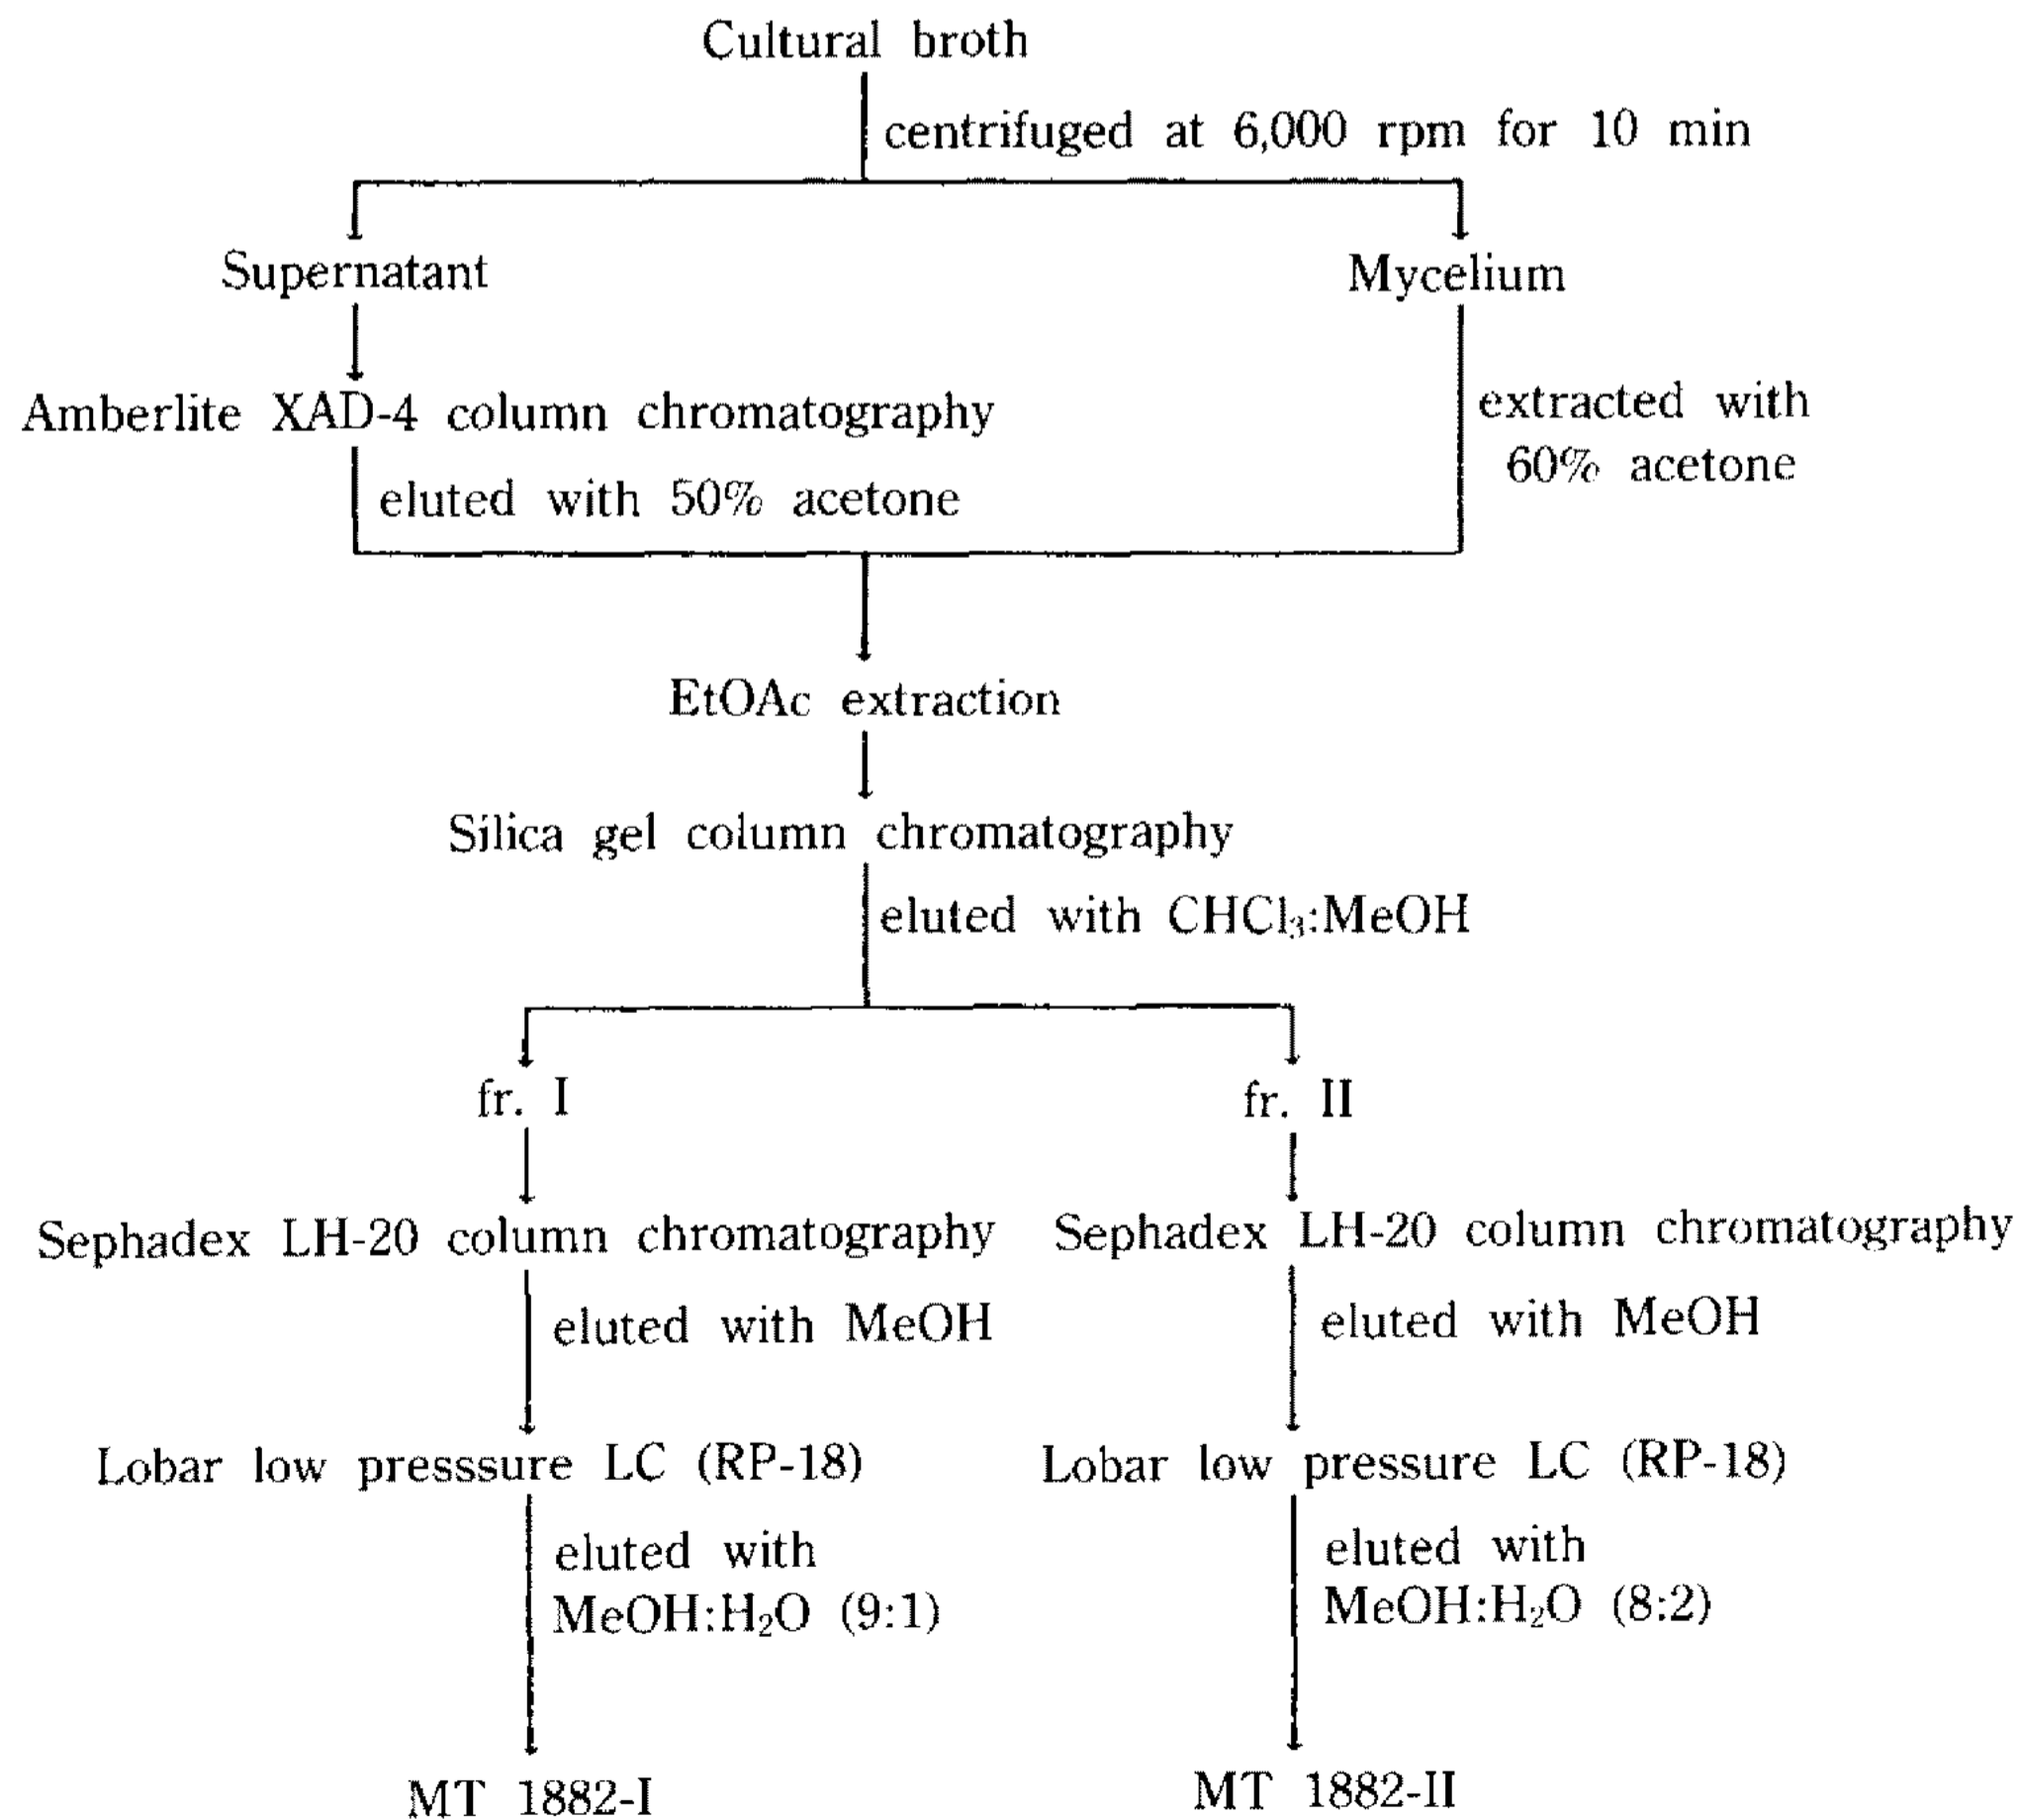 Cultural broth
centrifuged at 6,000 rpm for 10 min
Supernatant
Mycelium
Amberlite XAD-4 column chromatography
eluted with 50% acetone
extracted with
60% acetone
EtOAc extraction
Silica gel column chromatography
eluted with CHCl₃:MeOH
fr. I
fr. II
Sephadex LH-20 column chromatography
Sephadex LH-20 column chromatography
eluted with MeOH
eluted with MeOH
Lobar low presssure LC (RP-18)
Lobar low pressure LC (RP-18)
eluted with
MeOH:H₂O (9:1)
eluted with
MeOH:H₂O (8:2)
MT 1882-I
MT 1882-II